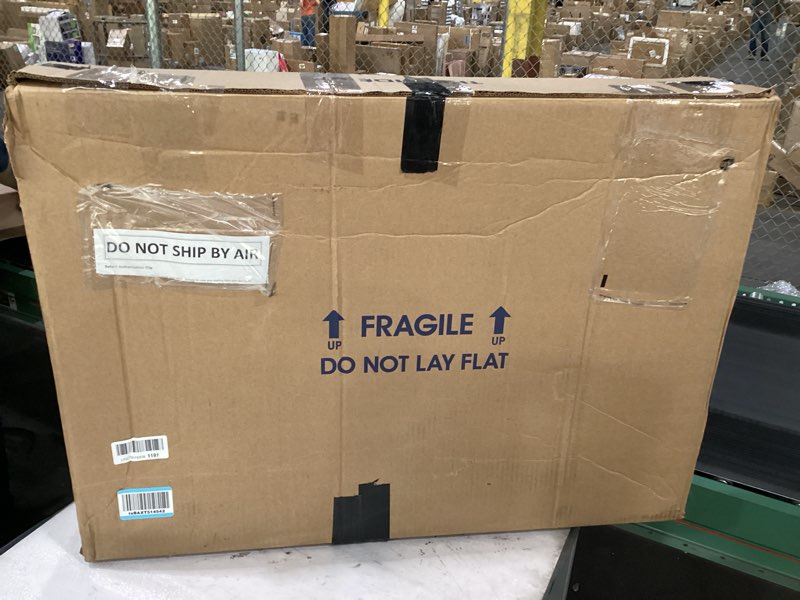 DO NOT SHIP BY AIR
FRAGILE
UP UP
DO NOT LAY FLAT